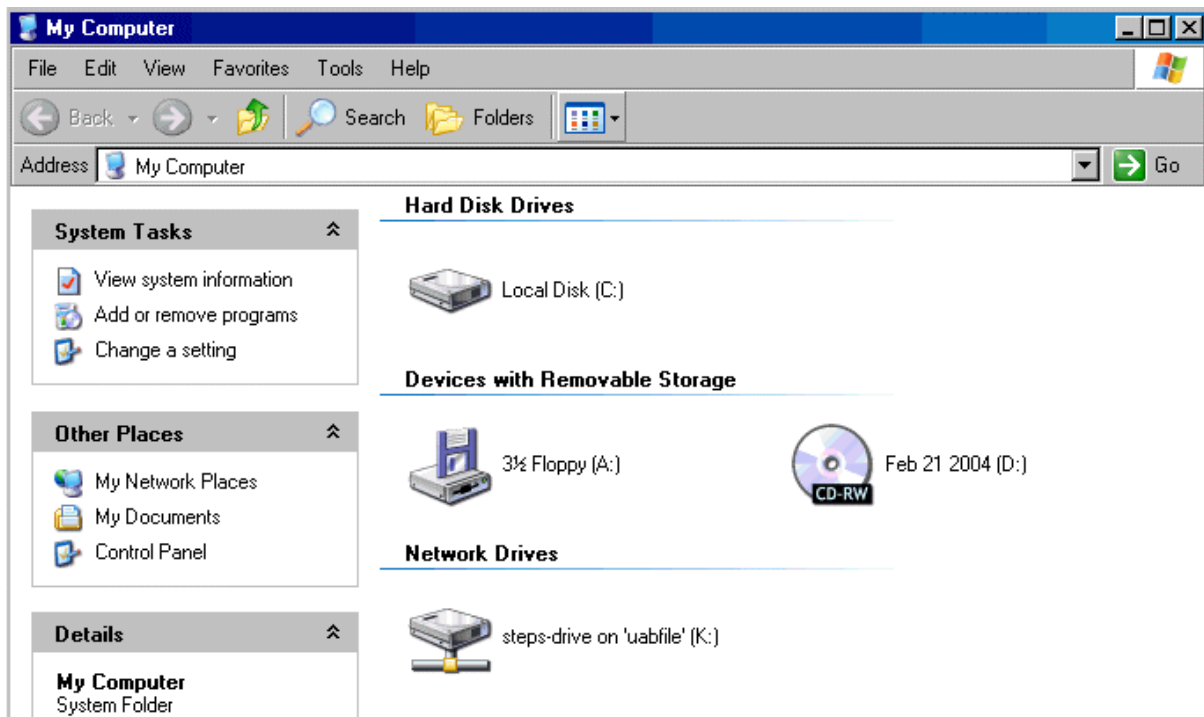 My Computer
File Edit View Favorites Tools Help
Back Search Folders
Address My Computer Go
System Tasks
View system information
Add or remove programs
Change a setting
Other Places
My Network Places
My Documents
Control Panel
Details
My Computer
System Folder
Hard Disk Drives
Local Disk (C:)
Devices with Removable Storage
3½ Floppy (A:)
CD-RW
Feb 21 2004 (D:)
Network Drives
steps-drive on 'uabfile' (K:)